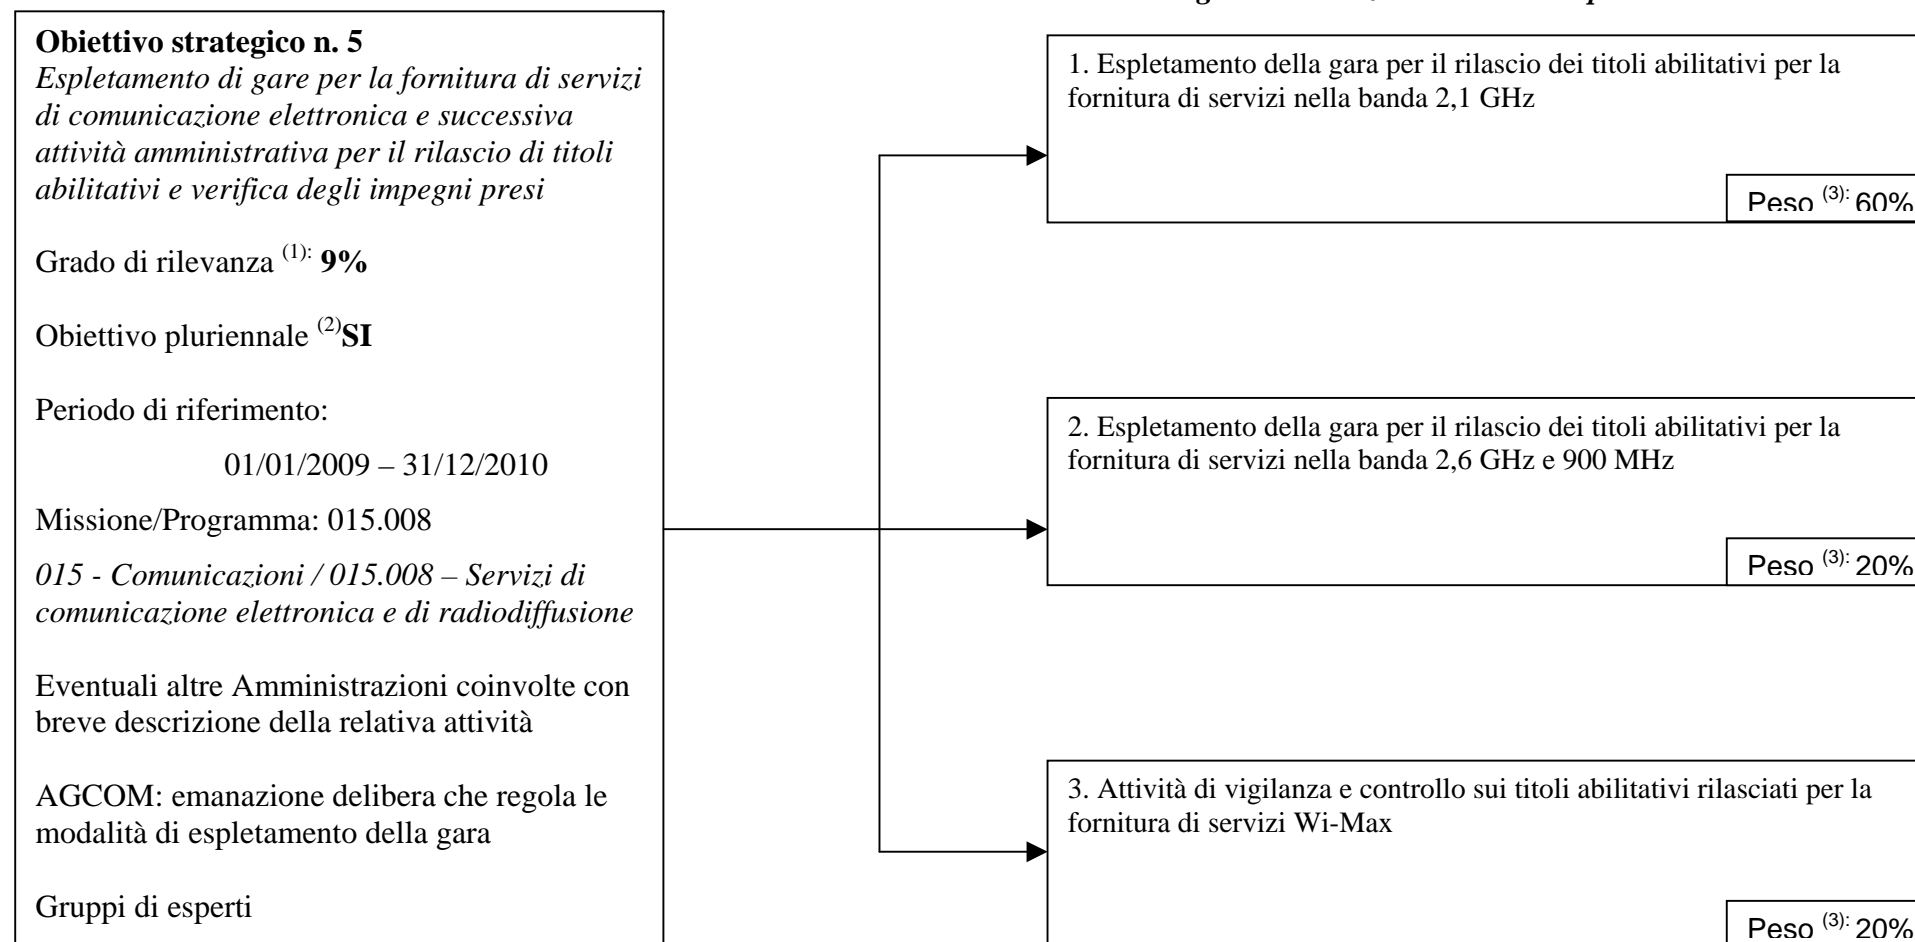 Obiettivo strategico n. 5
Espletamento di gare per la fornitura di servizi
di comunicazione elettronica e successiva
attività amministrativa per il rilascio di titoli
abilitativi e verifica degli impegni presi
Grado di rilevanza (1): 9%
Obiettivo pluriennale (2)SI
Periodo di riferimento:
01/01/2009 – 31/12/2010
Missione/Programma: 015.008
015 - Comunicazioni / 015.008 – Servizi di
comunicazione elettronica e di radiodiffusione
Eventuali altre Amministrazioni coinvolte con
breve descrizione della relativa attività
AGCOM: emanazione delibera che regola le
modalità di espletamento della gara
Gruppi di esperti
1. Espletamento della gara per il rilascio dei titoli abilitativi per la
fornitura di servizi nella banda 2,1 GHz
Peso (3): 60%
2. Espletamento della gara per il rilascio dei titoli abilitativi per la
fornitura di servizi nella banda 2,6 GHz e 900 MHz
Peso (3): 20%
3. Attività di vigilanza e controllo sui titoli abilitativi rilasciati per la
fornitura di servizi Wi-Max
Peso (3): 20%